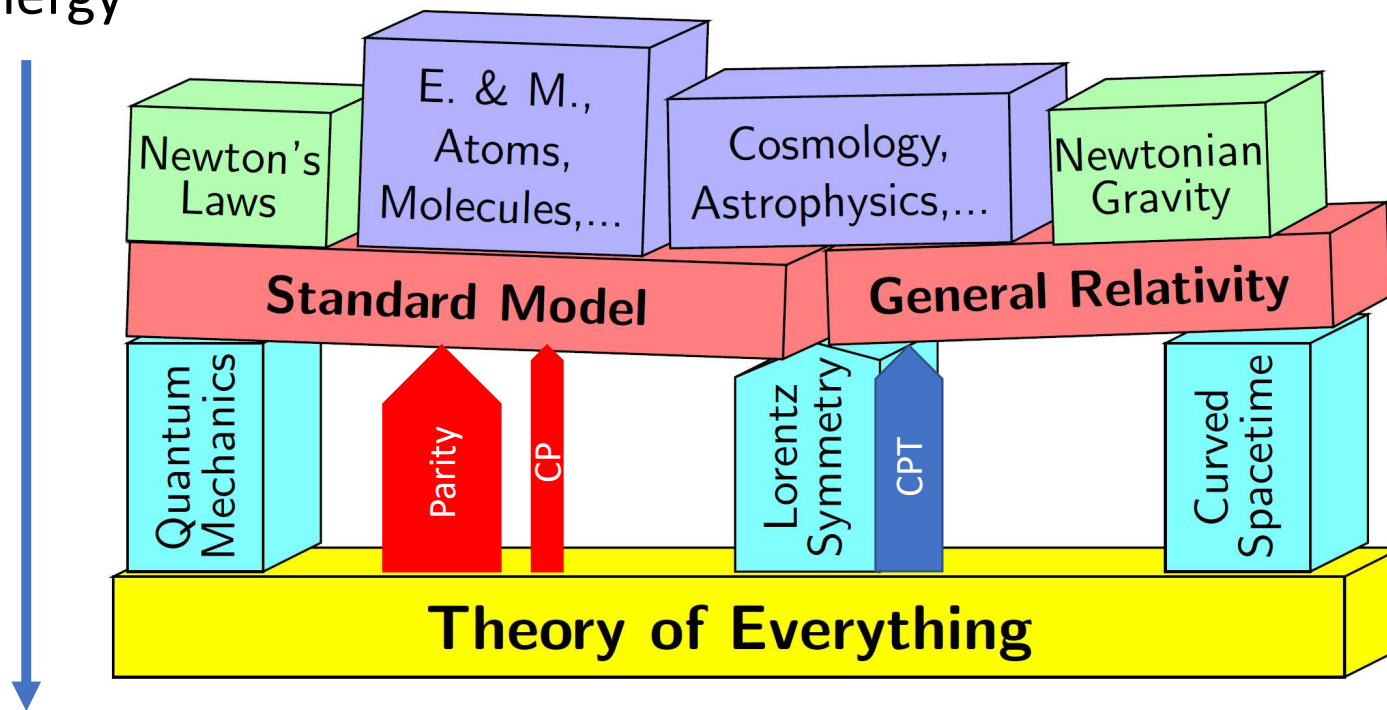 Newton's
Laws
E. & M.,
Atoms,
Molecules,...
Cosmology,
Astrophysics,...
Newtonian
Gravity
Standard Model
General Relativity
Quantum
Mechanics
Parity
CP
Lorentz
Symmetry
CPT
Curved
Spacetime
Theory of Everything